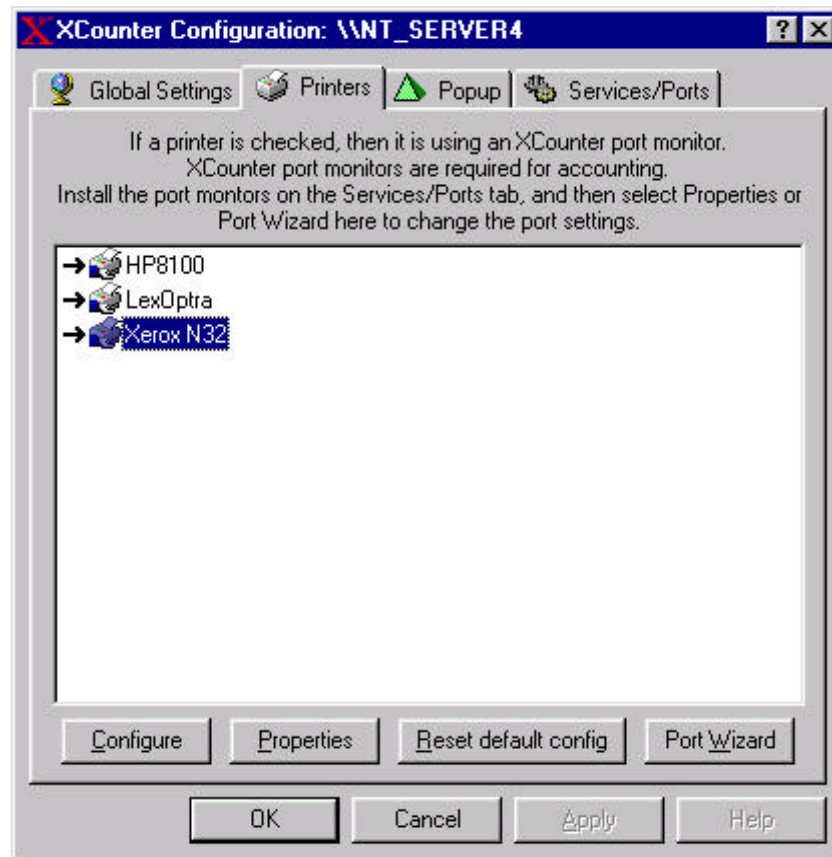 XCounter Configuration: \\NT_SERVER4
Global Settings Printers Popup Services/Ports
If a printer is checked, then it is using an XCounter port monitor.
XCounter port monitors are required for accounting.
Install the port montors on the Services/Ports tab, and then select Properties or
Port Wizard here to change the port settings.
HP8100
LexOptra
Xerox N32
Configure Properties Reset default config Port Wizard
OK Cancel Apply Help